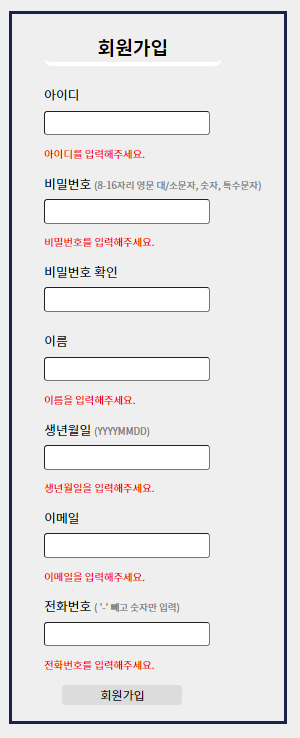 회원가입
아이디
아이디를 입력해주세요.
비밀번호 (8-16자리 영문 대/소문자, 숫자, 특수문자)
비밀번호를 입력해주세요.
비밀번호 확인
이름
이름을 입력해주세요.
생년월일 (YYYYMMDD)
생년월일을 입력해주세요.
이메일
이메일을 입력해주세요.
전화번호 ( '-' 빼고 숫자만 입력)
전화번호를 입력해주세요.
회원가입